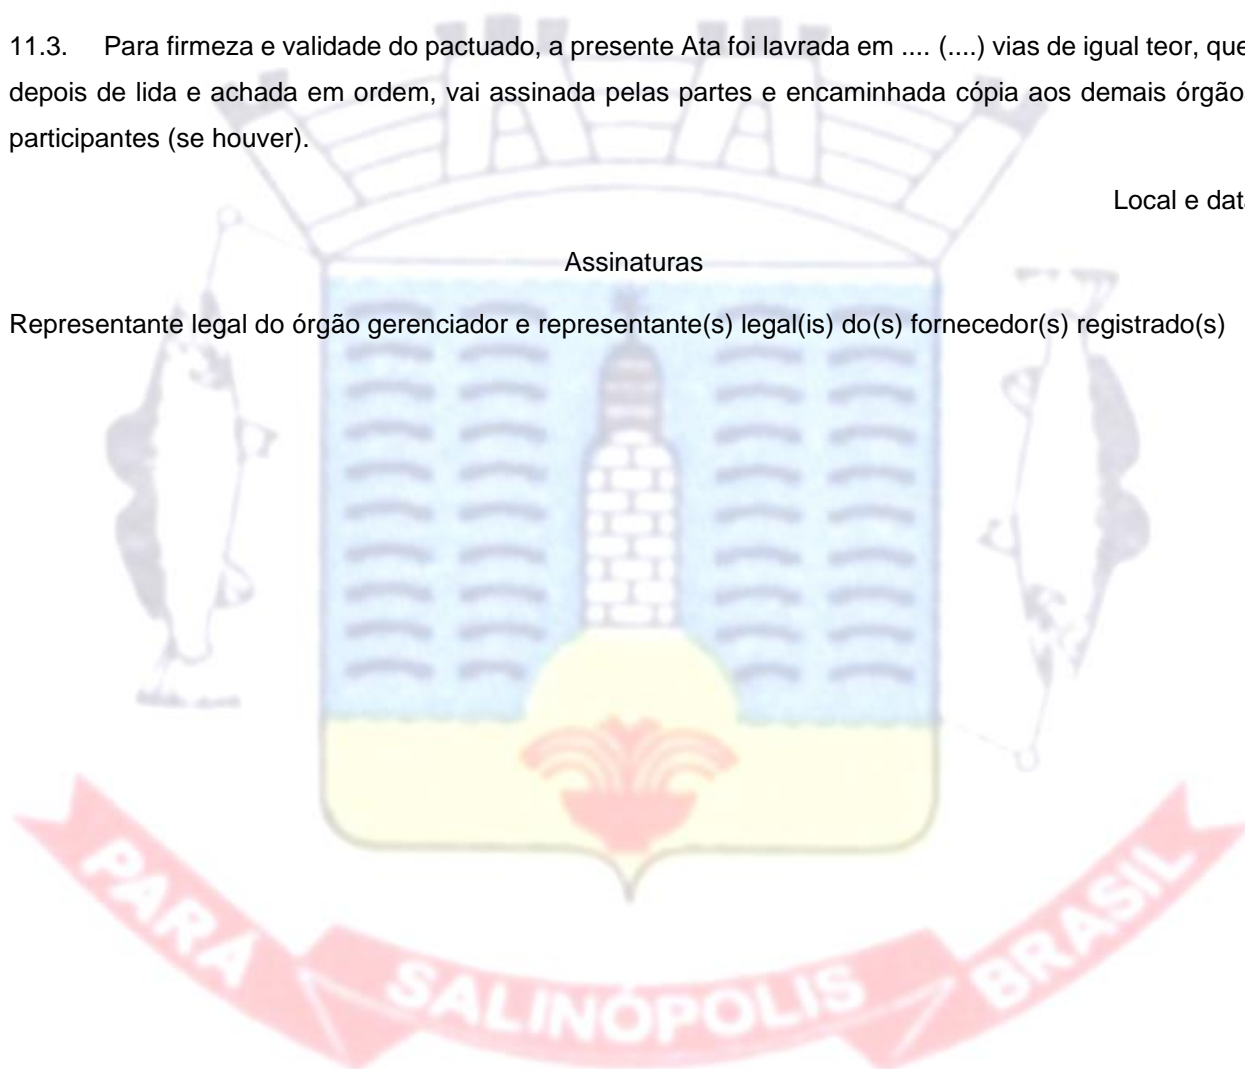 11.3. Para firmeza e validade do pactuado, a presente Ata foi lavrada em .... (....) vias de igual teor, que
depois de lida e achada em ordem, vai assinada pelas partes e encaminhada cópia aos demais órgão
participantes (se houver).
Local e data
Assinaturas
Representante legal do órgão gerenciador e representante(s) legal(is) do(s) fornecedor(s) registrado(s)
PARÁ
SALINÓPOLIS
BRASIL